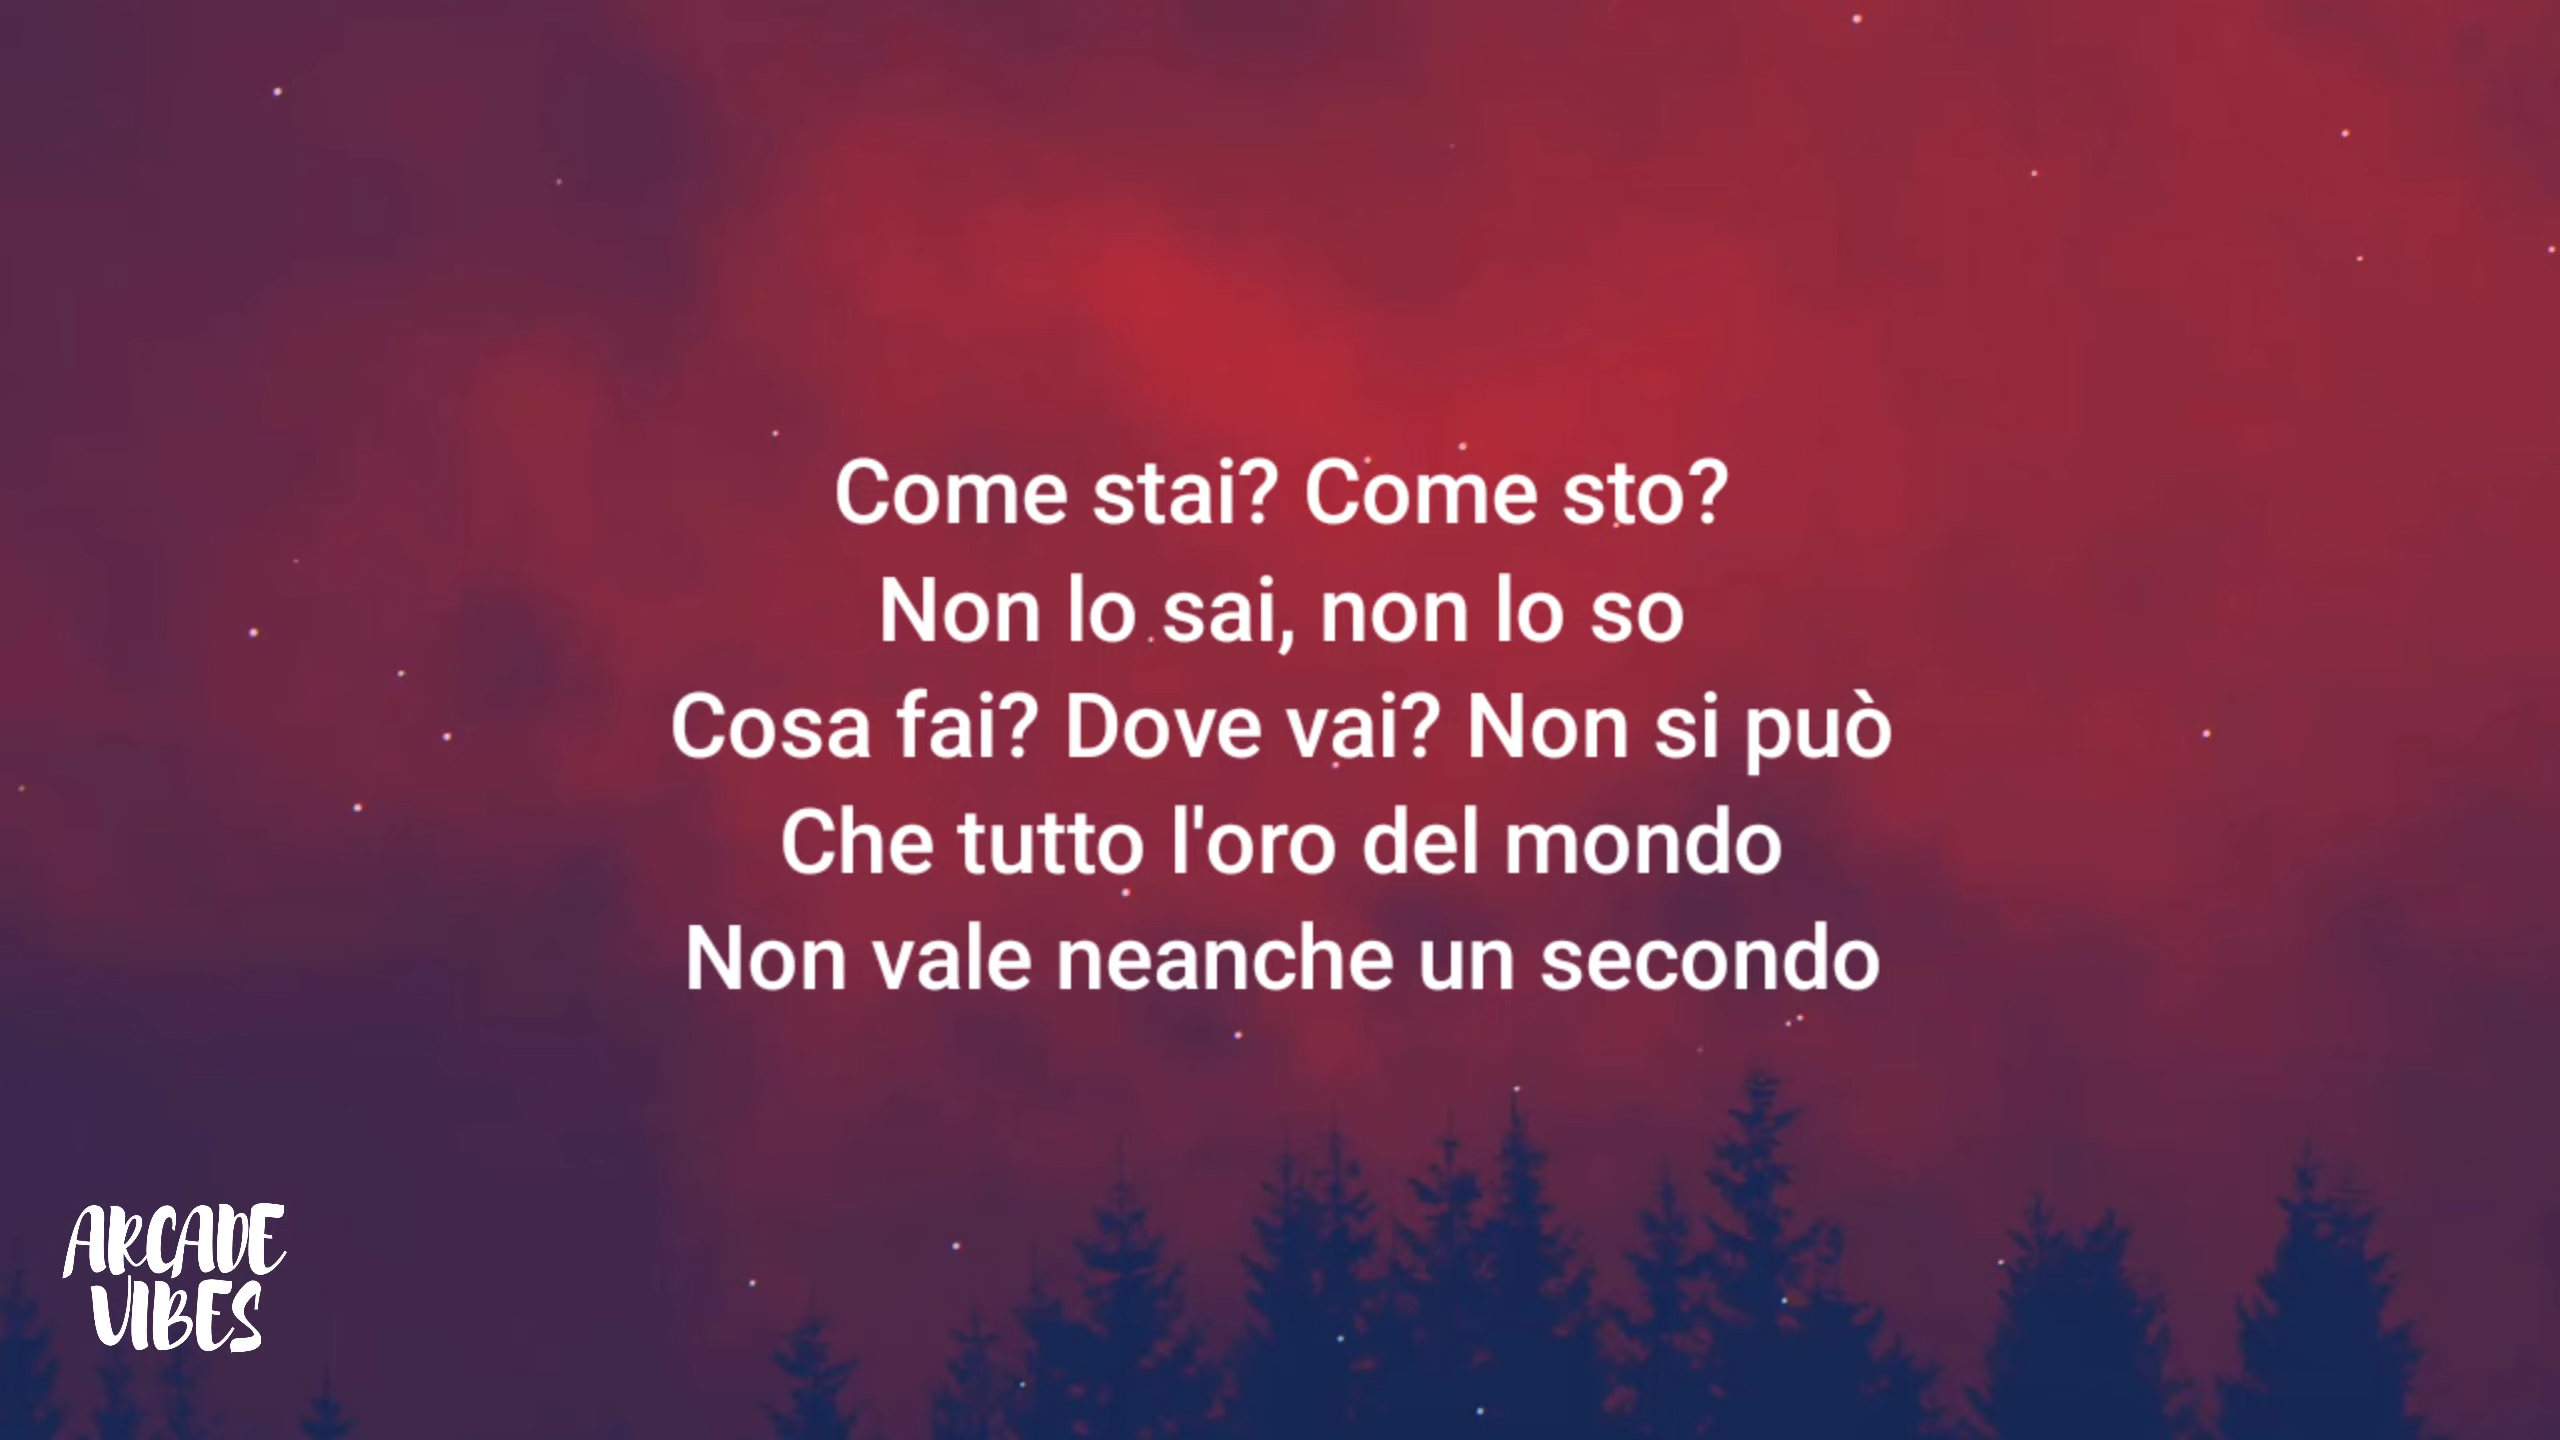 Come stai? Come sto?
Non lo sai, non lo so
Cosa fai? Dove vai? Non si può
Che tutto l'oro del mondo
Non vale neanche un secondo
ARCADE
VIBES